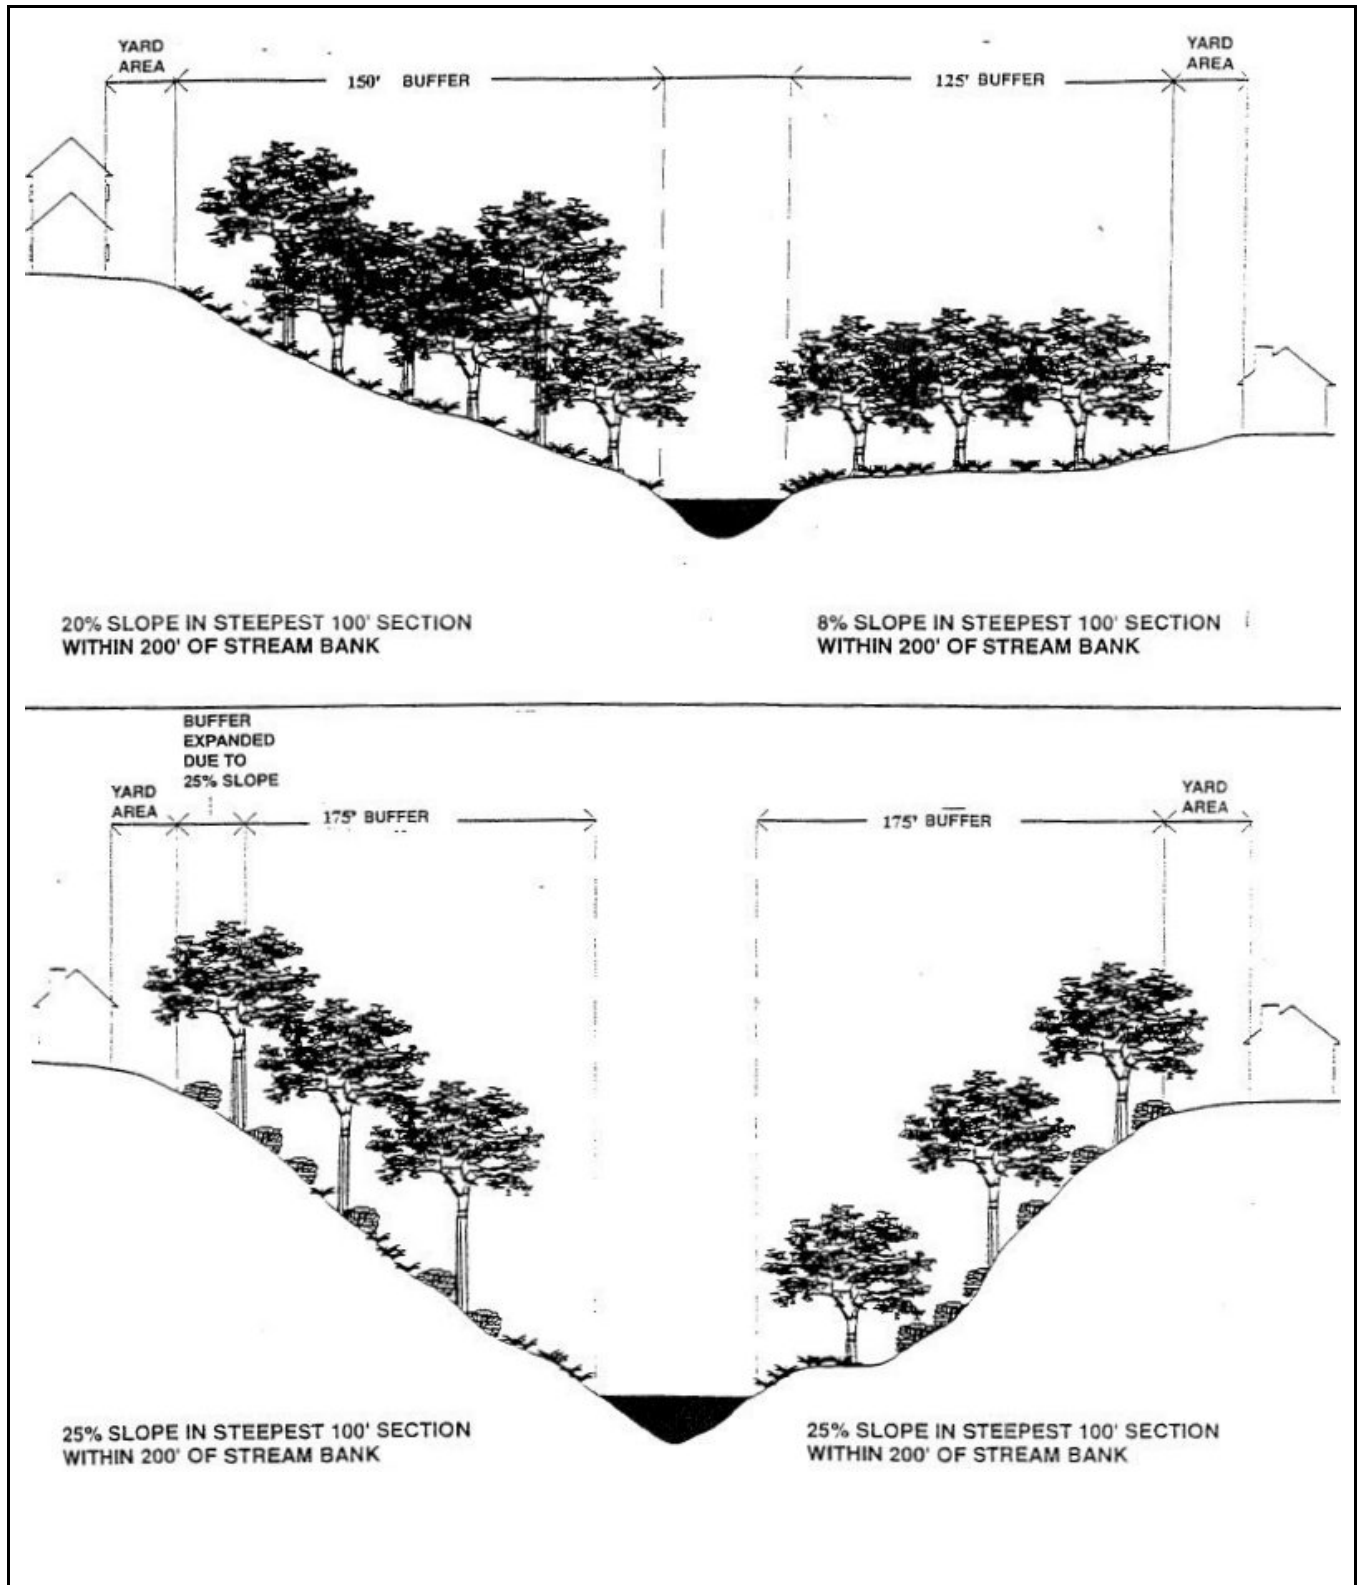 YARD
AREA
150' BUFFER
125' BUFFER
YARD
AREA
20% SLOPE IN STEEPEST 100' SECTION
WITHIN 200' OF STREAM BANK
8% SLOPE IN STEEPEST 100' SECTION
WITHIN 200' OF STREAM BANK
BUFFER
EXPANDED
DUE TO
25% SLOPE
YARD
AREA
175' BUFFER
175' BUFFER
YARD
AREA
25% SLOPE IN STEEPEST 100' SECTION
WITHIN 200' OF STREAM BANK
25% SLOPE IN STEEPEST 100' SECTION
WITHIN 200' OF STREAM BANK